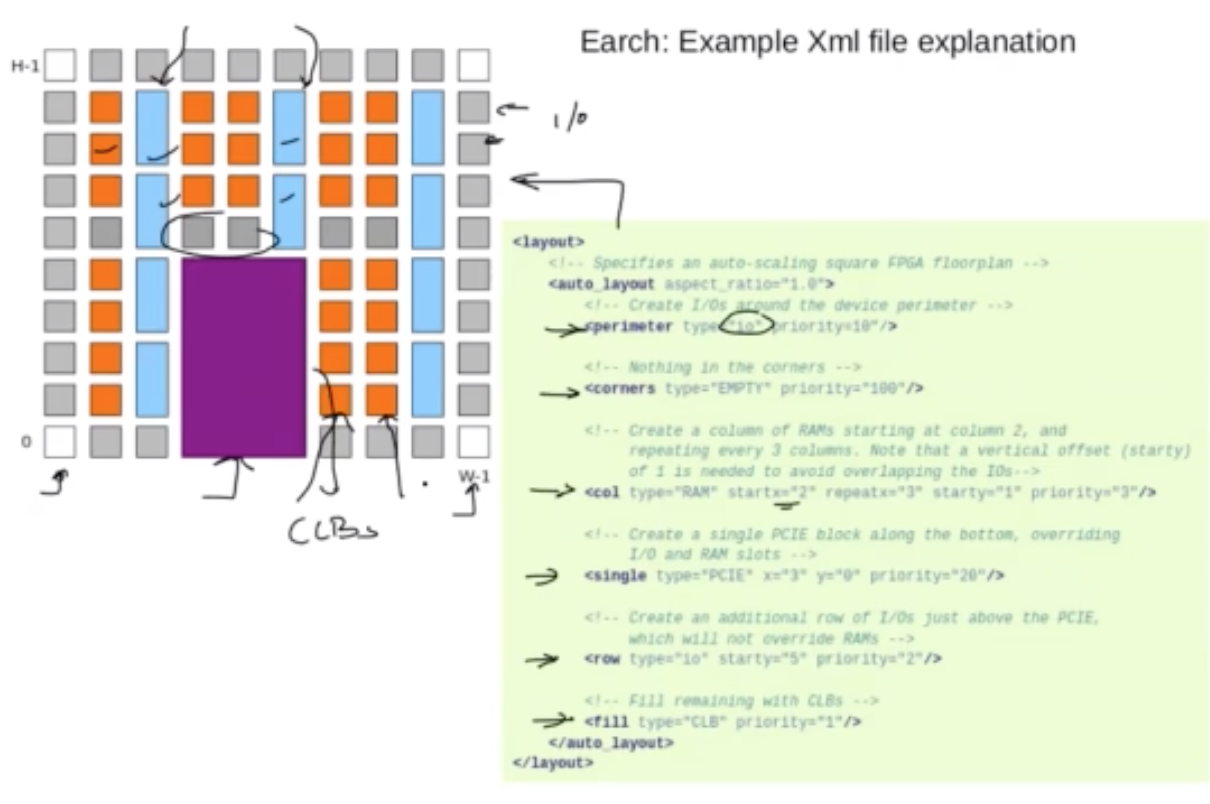 Earch: Example Xml file explanation
H-1
I/O
0
W-1
CLBs
<layout>
<!-- Specifies an auto-scaling square FPGA floorplan -->
<auto_layout aspect_ratio="1.0">
<!-- Create I/Os around the device perimeter -->
<perimeter type="io" priority=10"/>
<!-- Nothing in the corners -->
<corners type="EMPTY" priority="100"/>
<!-- Create a column of RAMs starting at column 2, and
repeating every 3 columns. Note that a vertical offset (starty)
of 1 is needed to avoid overlapping the IOs-->
<col type="RAM" startx="2" repeatx="3" starty="1" priority="3"/>
<!-- Create a single PCIE block along the bottom, overriding
I/O and RAM slots -->
<single type="PCIE" x="3" y="0" priority="20"/>
<!-- Create an additional row of I/Os just above the PCIE,
which will not override RAMs -->
<row type="io" starty="5" priority="2"/>
<!-- Fill remaining with CLBs -->
<fill type="CLB" priority="1"/>
</auto_layout>
</layout>